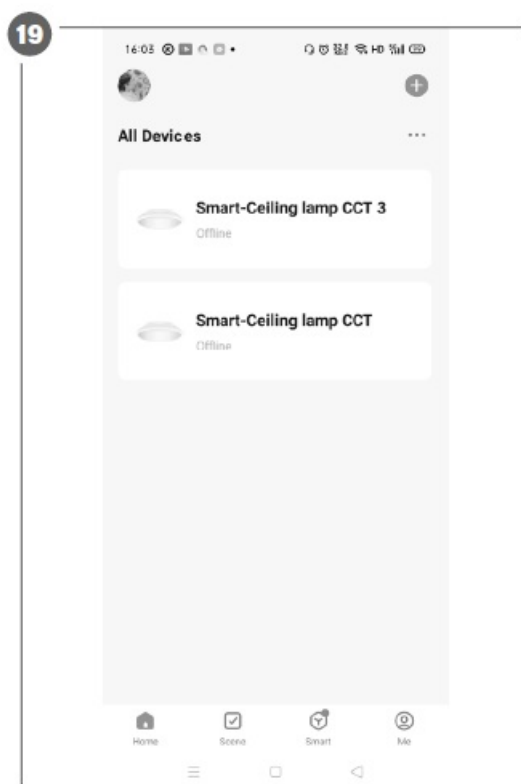 19
16:03
HD
All Devices
Smart-Ceiling lamp CCT 3
Offline
Smart-Ceiling lamp CCT
Offline
Home
Scene
Smart
Me